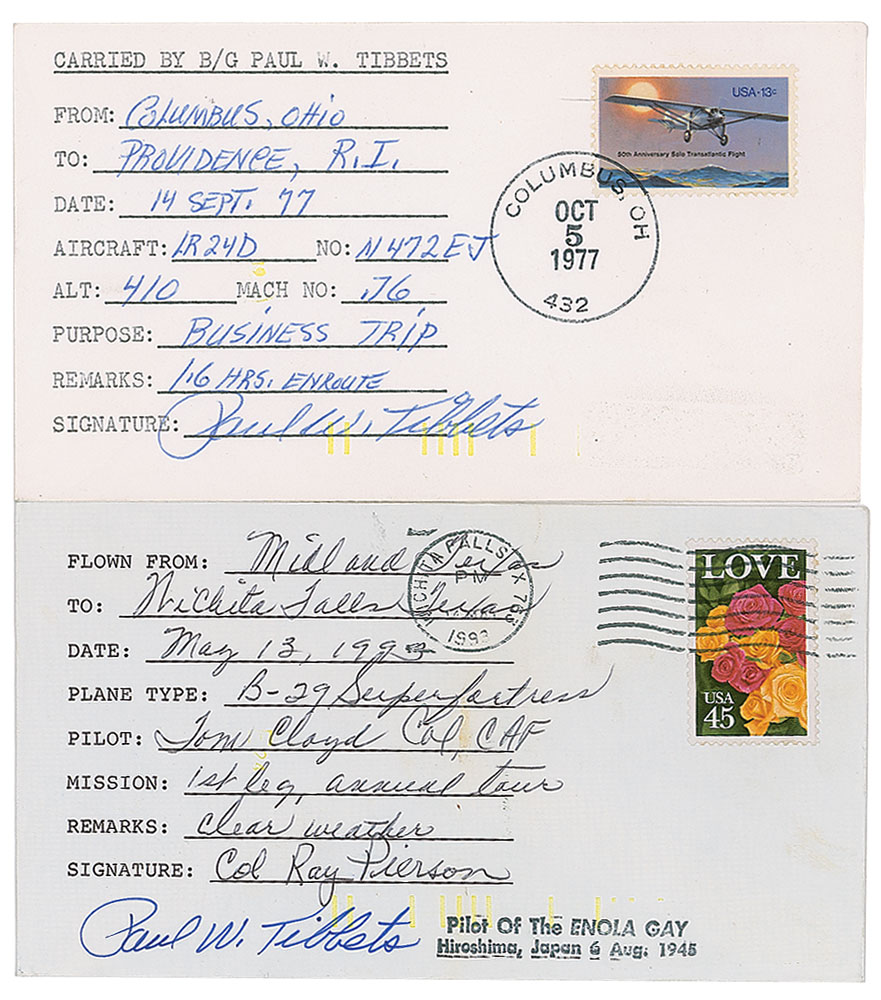 CARRIED BY B/G PAUL W. TIBBETS
FROM: COLUMBUS, OHIO
TO: PROVIDENCE, R.I.
DATE: 14 SEPT. 77
AIRCRAFT: LR24D NO: N472EJ
ALT: 410 MACH NO: .76
PURPOSE: BUSINESS TRIP
REMARKS: 1.6 HRS. ENROUTE
SIGNATURE: Paul W. Tibbets
USA·13c
50th Anniversary Solo Transatlantic Flight
COLUMBUS, OH
OCT
5
1977
432
FLOWN FROM: Midland Texas
TO: Wichita Falls Texas
DATE: May 13, 1993
PLANE TYPE: B-29 Superfortress
PILOT: Tom Cloyd Col, CAF
MISSION: 1st leg, annual tour
REMARKS: clear weather
SIGNATURE: Col Ray Pierson
WICHITA FALLS TX
PM
1993
LOVE
USA
45
Paul W. Tibbets
Pilot Of The ENOLA GAY
Hiroshima, Japan 6 Aug. 1945